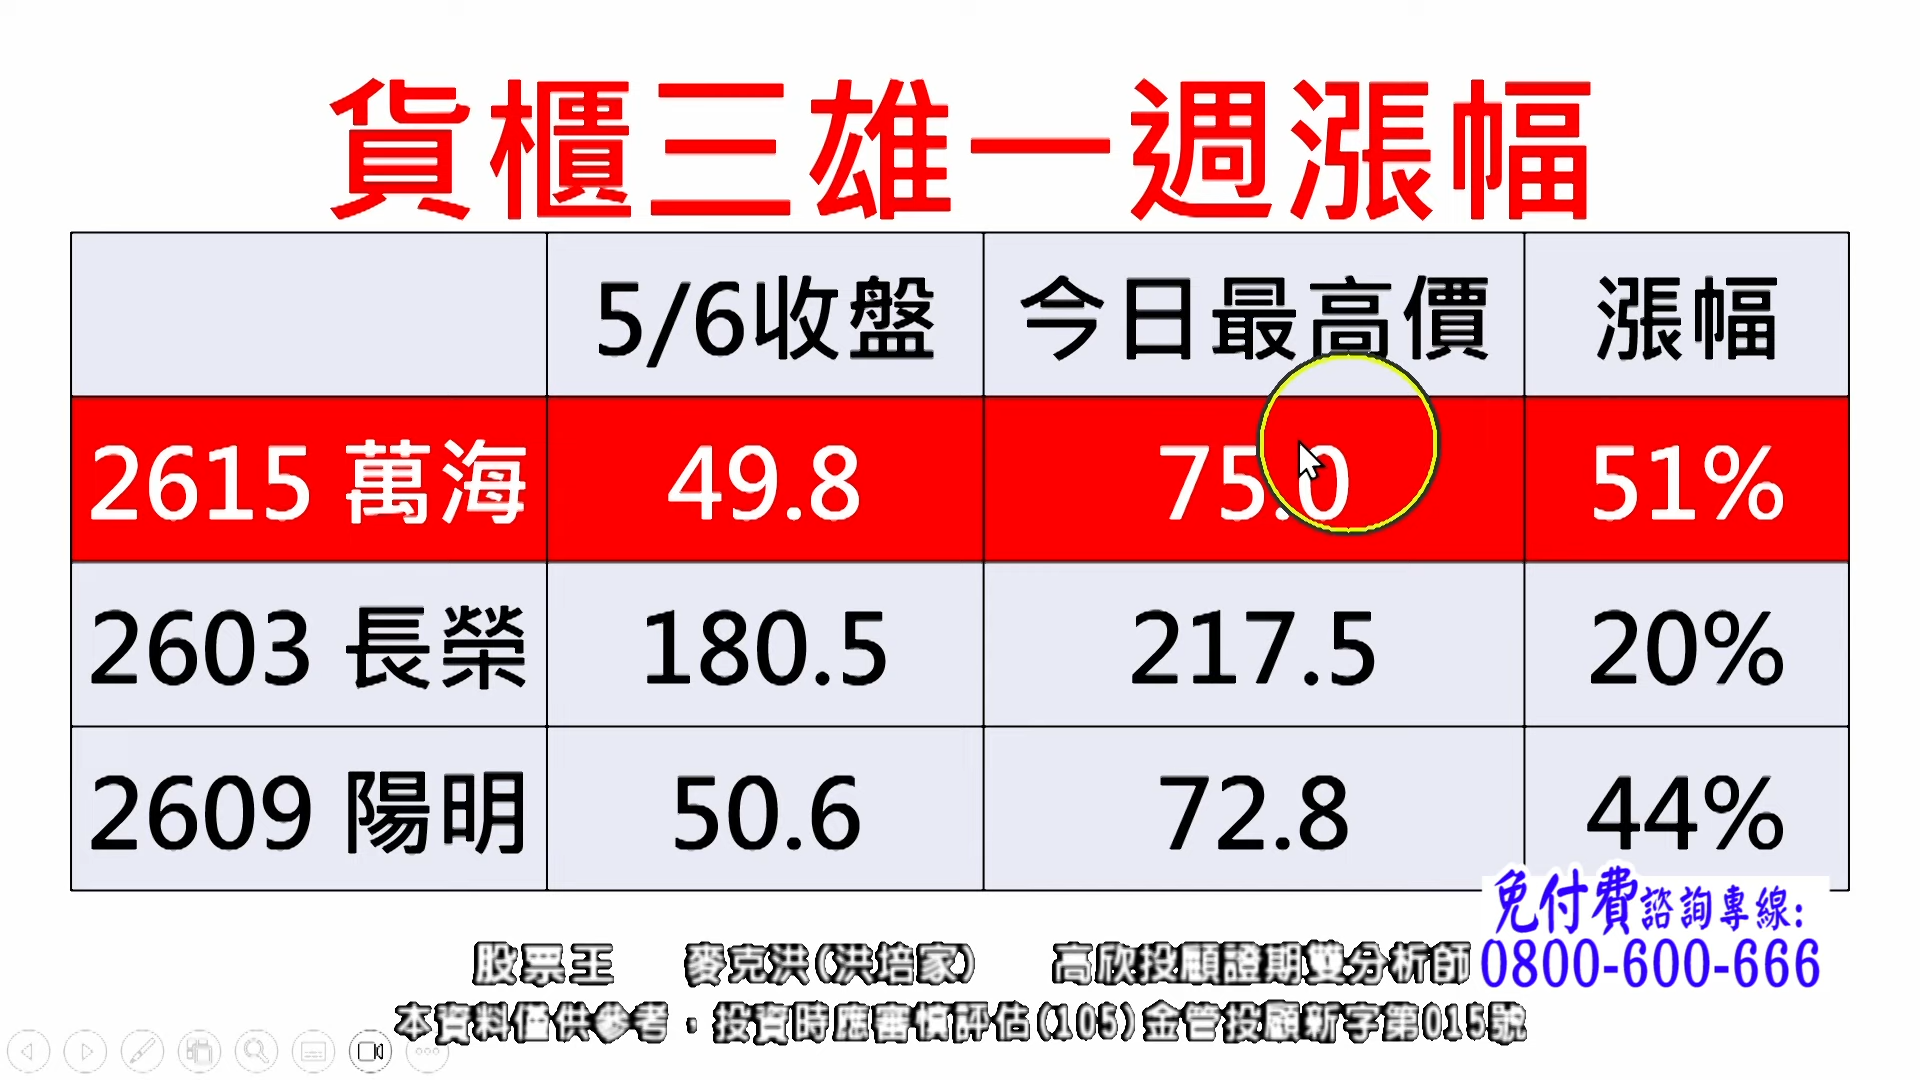 貨櫃三雄一週漲幅
5/6收盤 今日最高價 漲幅
2615 萬海 49.8 75.0 51%
2603 長榮 180.5 217.5 20%
2609 陽明 50.6 72.8 44%
免付費諮詢專線:
0800-600-666
股票王 麥克洪(洪培家) 高欣投顧證期雙分析師
本資料僅供參考，投資時應審慎評估(105)金管投顧新字第015號